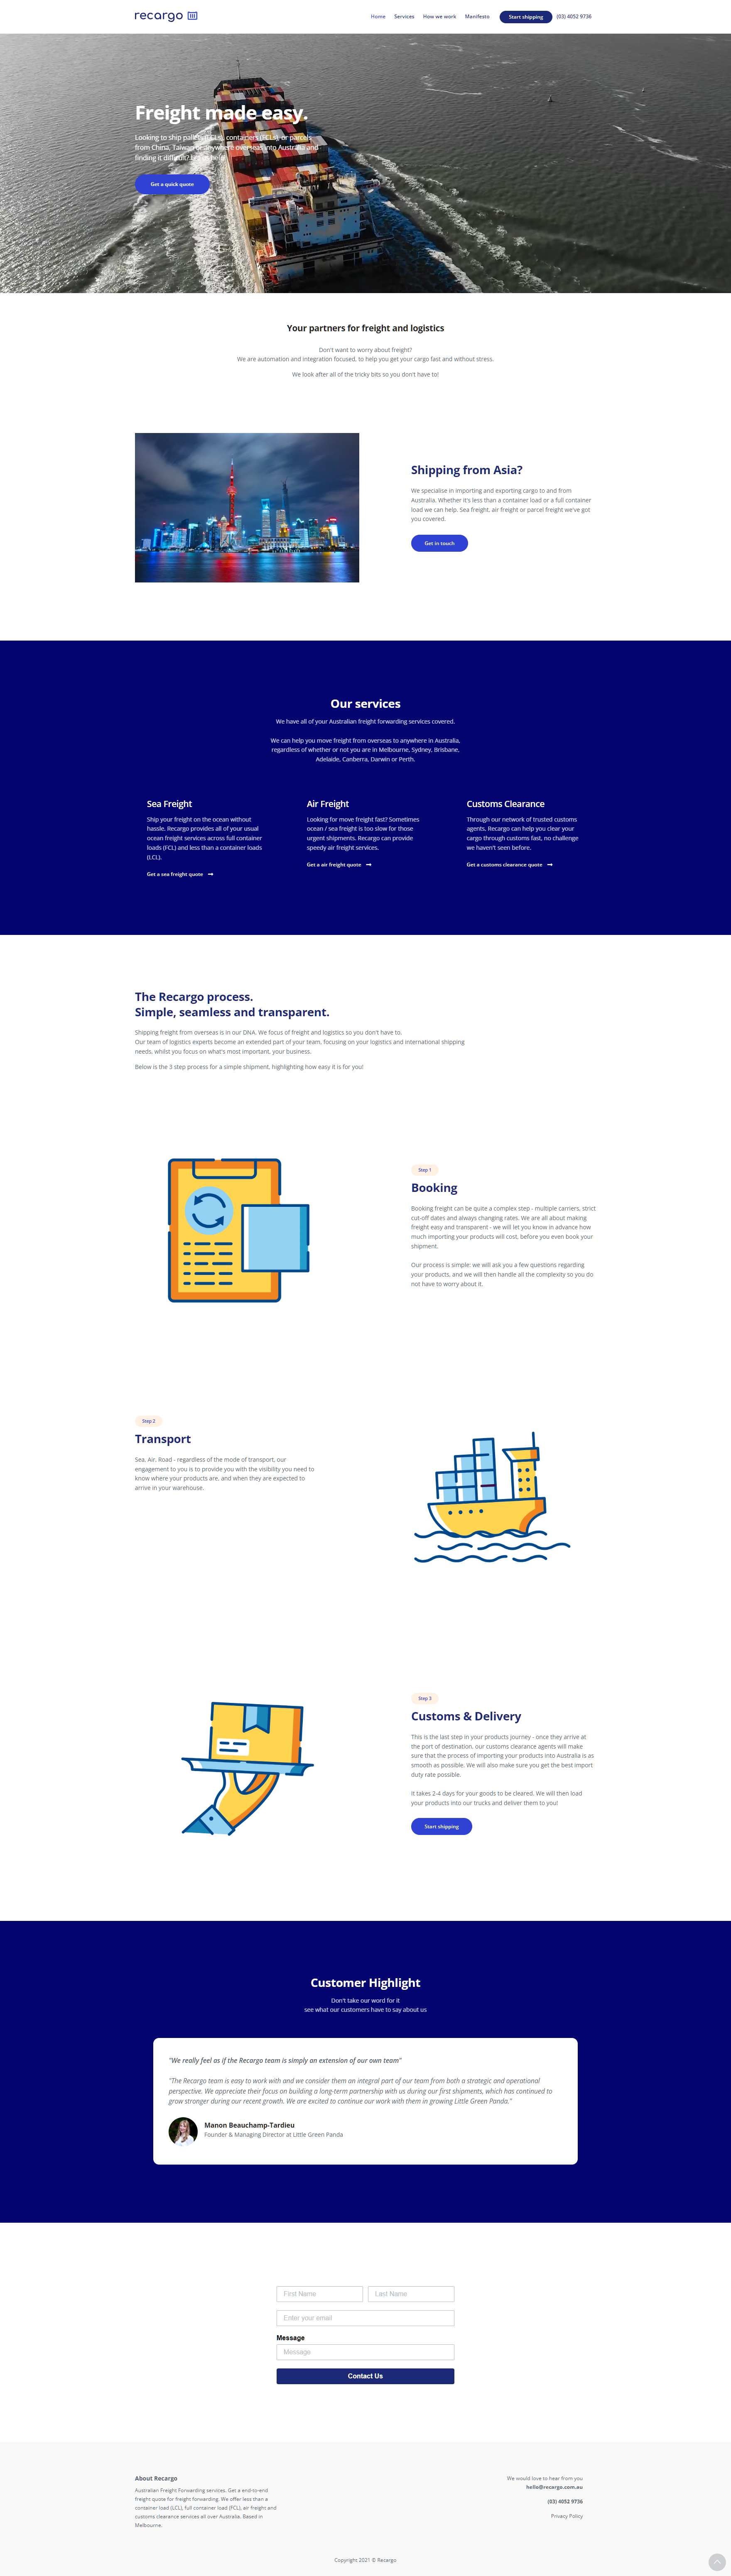 recargo
Home Services How we work Manifesto Start shipping (03) 4052 9736
Freight made easy.
Looking to ship pallets (LCLs), containers (FCLs), or parcels
from China, Taiwan or anywhere overseas into Australia and
finding it difficult? help
Get a quick quote
Your partners for freight and logistics
Don't want to worry about freight?
We are automation and integration focused, to help you get your cargo fast and without stress.
We look after all of the tricky bits so you don't have to!
Shipping from Asia?
We specialise in importing and exporting cargo to and from
Australia. Whether it's less than a container load or a full container
load we can help. Sea freight, air freight or parcel freight we've got
you covered.
Get in touch
Our services
We have all of your Australian freight forwarding services covered.
We can help you move freight from overseas to anywhere in Australia,
regardless of whether or not you are in Melbourne, Sydney, Brisbane,
Adelaide, Canberra, Darwin or Perth.
Sea Freight
Ship your freight on the ocean without
hassle. Recargo provides all of your usual
ocean freight services across full container
loads (FCL) and less than a container loads
(LCL).
Get a sea freight quote
Air Freight
Looking for move freight fast? Sometimes
ocean / sea freight is too slow for those
urgent shipments. Recargo can provide
speedy air freight services.
Get a air freight quote
Customs Clearance
Through our network of trusted customs
agents, Recargo can help you clear your
cargo through customs fast, no challenge
we haven't seen before.
Get a customs clearance quote
The Recargo process.
Simple, seamless and transparent.
Shipping freight from overseas is in our DNA. We focus of freight and logistics so you don't have to.
Our team of logistics experts become an extended part of your team, focusing on your logistics and international shipping
needs, whilst you focus on what's most important, your business.
Below is the 3 step process for a simple shipment, highlighting how easy it is for you!
Step 1
Booking
Booking freight can be quite a complex step - multiple carriers, strict
cut-off dates and always changing rates. We are all about making
freight easy and transparent - we will let you know in advance how
much importing your products will cost, before you even book your
shipment.
Our process is simple: we will ask you a few questions regarding
your products, and we will then handle all the complexity so you do
not have to worry about it.
Step 2
Transport
Sea, Air, Road - regardless of the mode of transport, our
engagement to you is to provide you with the visibility you need to
know where your products are, and when they are expected to
arrive in your warehouse.
Step 3
Customs & Delivery
This is the last step in your products journey - once they arrive at
the port of destination, our customs clearance agents will make
sure that the process of importing your products into Australia is as
smooth as possible. We will also make sure you get the best import
duty rate possible.
It takes 2-4 days for your goods to be cleared. We will then load
your products into our trucks and deliver them to you!
Start shipping
Customer Highlight
Don't take our word for it
see what our customers have to say about us
"We really feel as if the Recargo team is simply an extension of our own team"
"The Recargo team is easy to work with and we consider them an integral part of our team from both a strategic and operational
perspective. We appreciate their focus on building a long-term partnership with us during our first shipments, which has continued to
grow stronger during our recent growth. We are excited to continue our work with them in growing Little Green Panda."
Manon Beauchamp-Tardieu
Founder & Managing Director at Little Green Panda
First Name Last Name
Enter your email
Message
Message
Contact Us
About Recargo
Australian Freight Forwarding services. Get a end-to-end
freight quote for freight forwarding. We offer less than a
container load (LCL), full container load (FCL), air freight and
customs clearance services all over Australia. Based in
Melbourne.
We would love to hear from you
hello@recargo.com.au
(03) 4052 9736
Privacy Policy
Copyright 2021 © Recargo